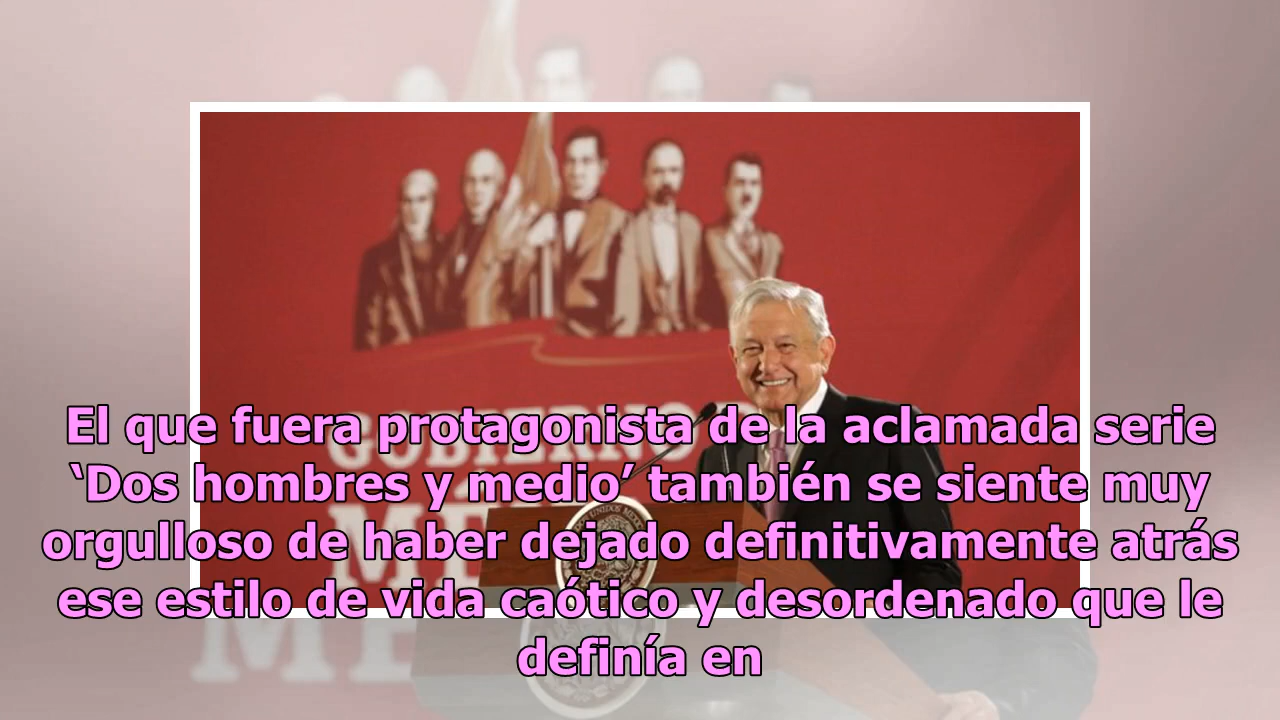 El que fuera protagonista de la aclamada serie
‘Dos hombres y medio’ también se siente muy
orgulloso de haber dejado definitivamente atrás
ese estilo de vida caótico y desordenado que le
definía en